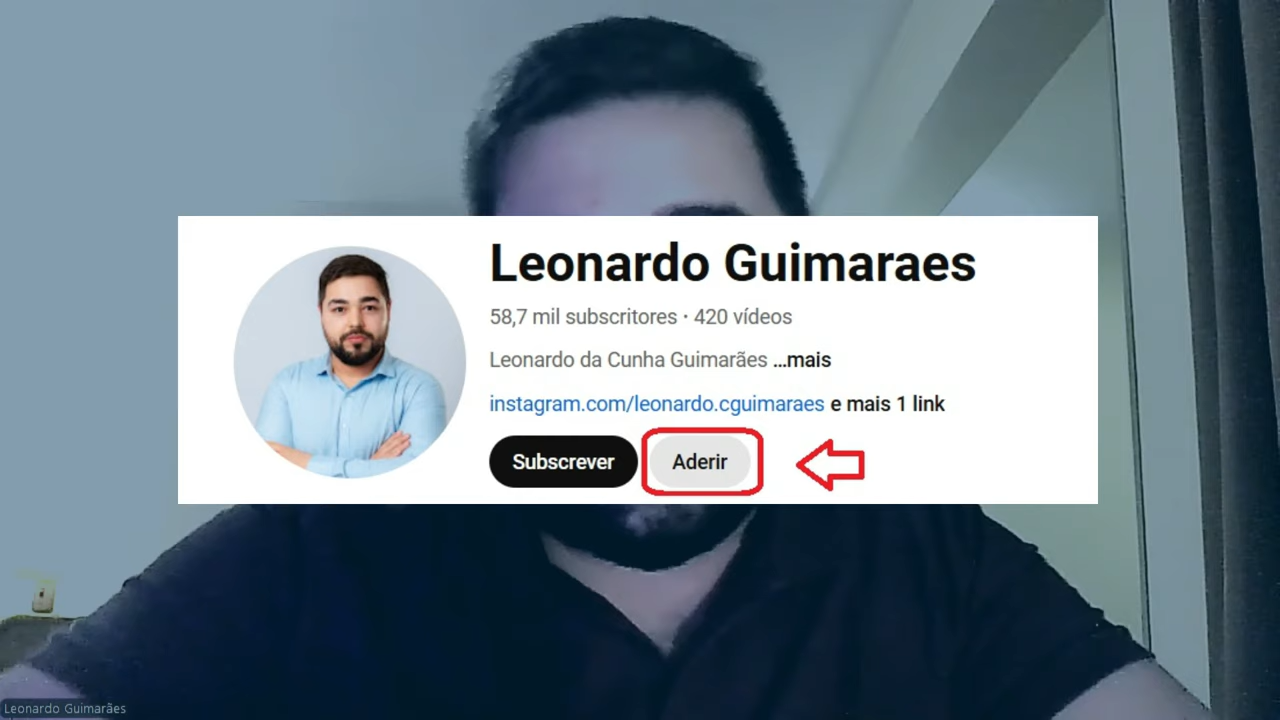 Leonardo Guimaraes
58,7 mil subscritores · 420 vídeos
Leonardo da Cunha Guimarães ...mais
instagram.com/leonardo.cguimaraes e mais 1 link
Subscrever Aderir
Leonardo Guimarães